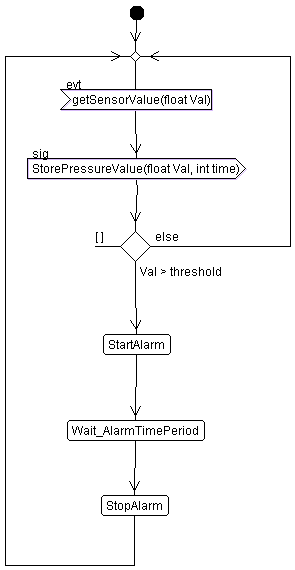 evt
getSensorValue(float Val)
sig
StorePressureValue(float Val, int time)
[ ]
else
Val > threshold
StartAlarm
Wait_AlarmTimePeriod
StopAlarm